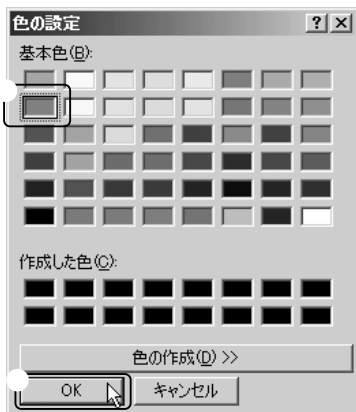 色の設定
基本色(B):
作成した色(C):
色の作成(D) >>
OK
キャンセル